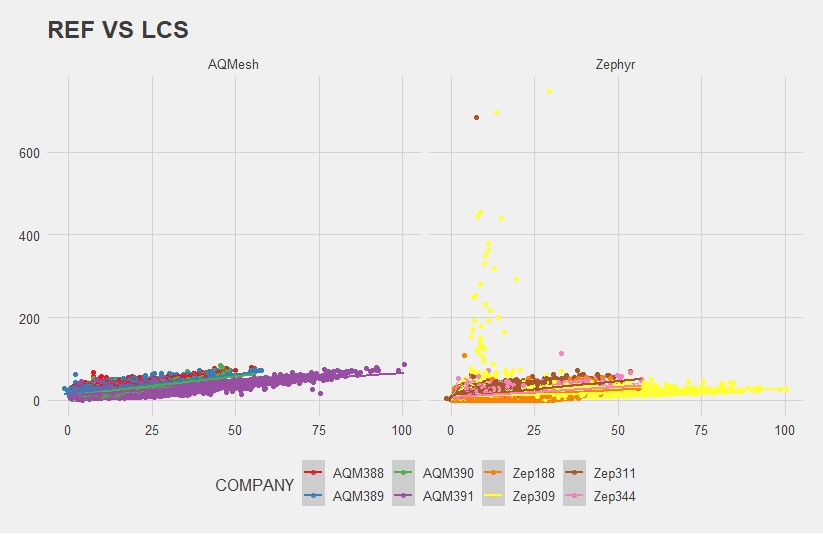 REF VS LCS
AQMesh Zephyr
600
400
200
0
0 25 50 75 100 0 25 50 75 100
COMPANY AQM388 AQM390 Zep188 Zep311
AQM389 AQM391 Zep309 Zep344